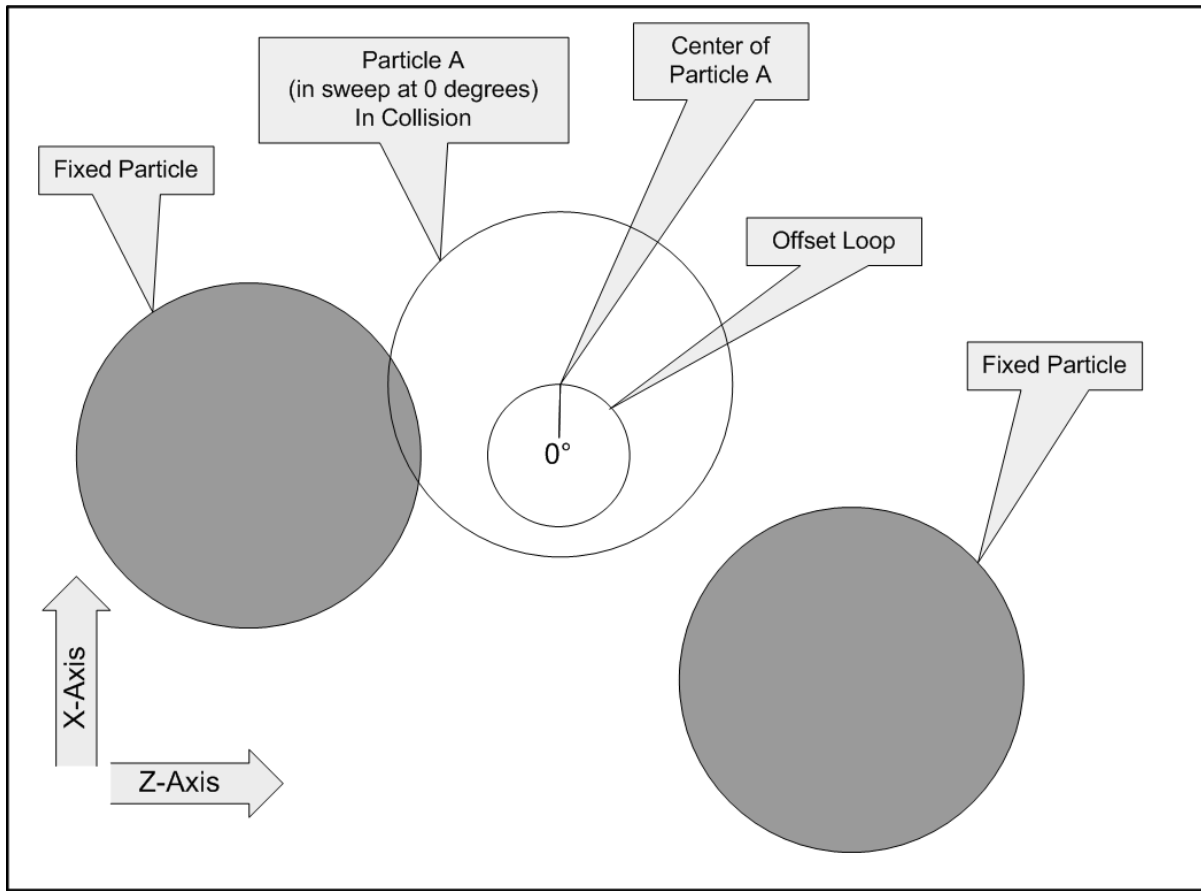 Center of
Particle A
Particle A
(in sweep at 0 degrees)
In Collision
Fixed Particle
Offset Loop
Fixed Particle
0°
X-Axis
Z-Axis